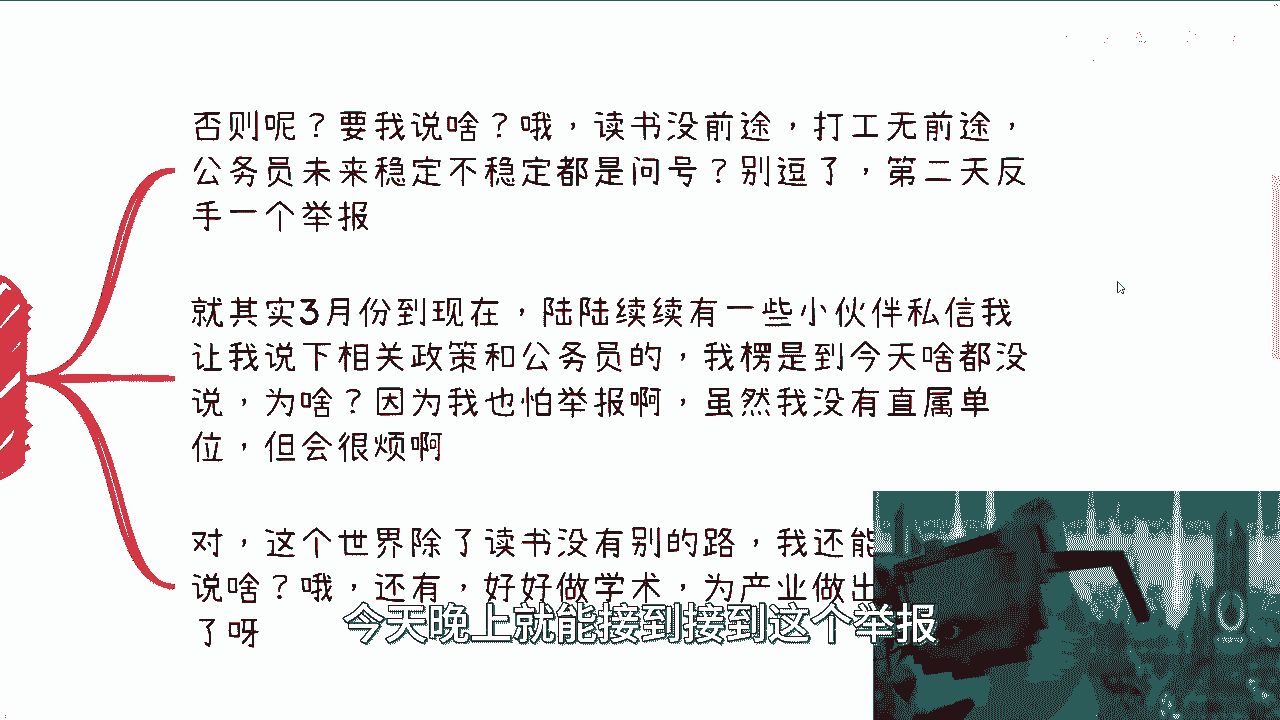 否则呢？要我说啥？哦，读书没前途，打工无前途，
公务员未来稳定不稳定都是问号？别逗了，第二天反
手一个举报
就其实3月份到现在，陆陆续续有一些小伙伴私信我
让我说下相关政策和公务员的，我楞是到今天啥都没
说，为啥？因为我也怕举报啊，虽然我没有直属单
位，但会很烦啊
对，这个世界除了读书没有别的路，我还能
说啥？哦，还有，好好做学术，为产业做出
了呀
今天晚上就能接到接到这个举报